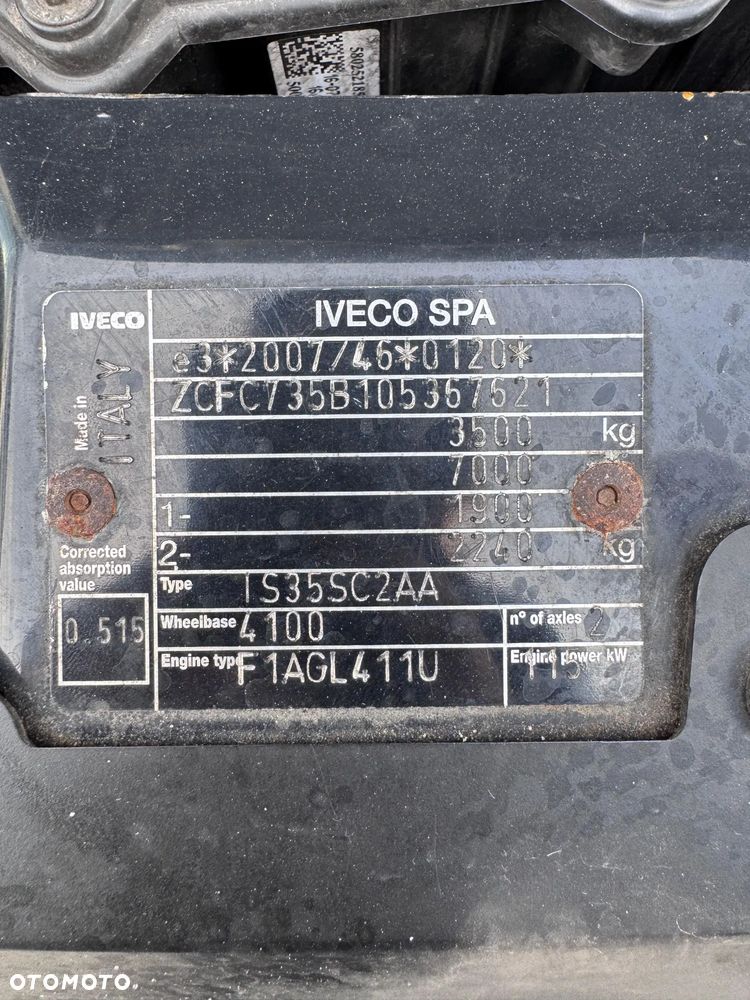 IVECO
IVECO SPA
Made in
ITALY
e3*2007/46*0120*
ZCFC735B105367621
3500 kg
7000
1- 1900
2- 2240 kg
Corrected
absorption
value
0.515
Type IS35SC2AA
Wheelbase 4100
n° of axles 2
Engine type F1AGL411U
Engine power kW
OTOMOTO